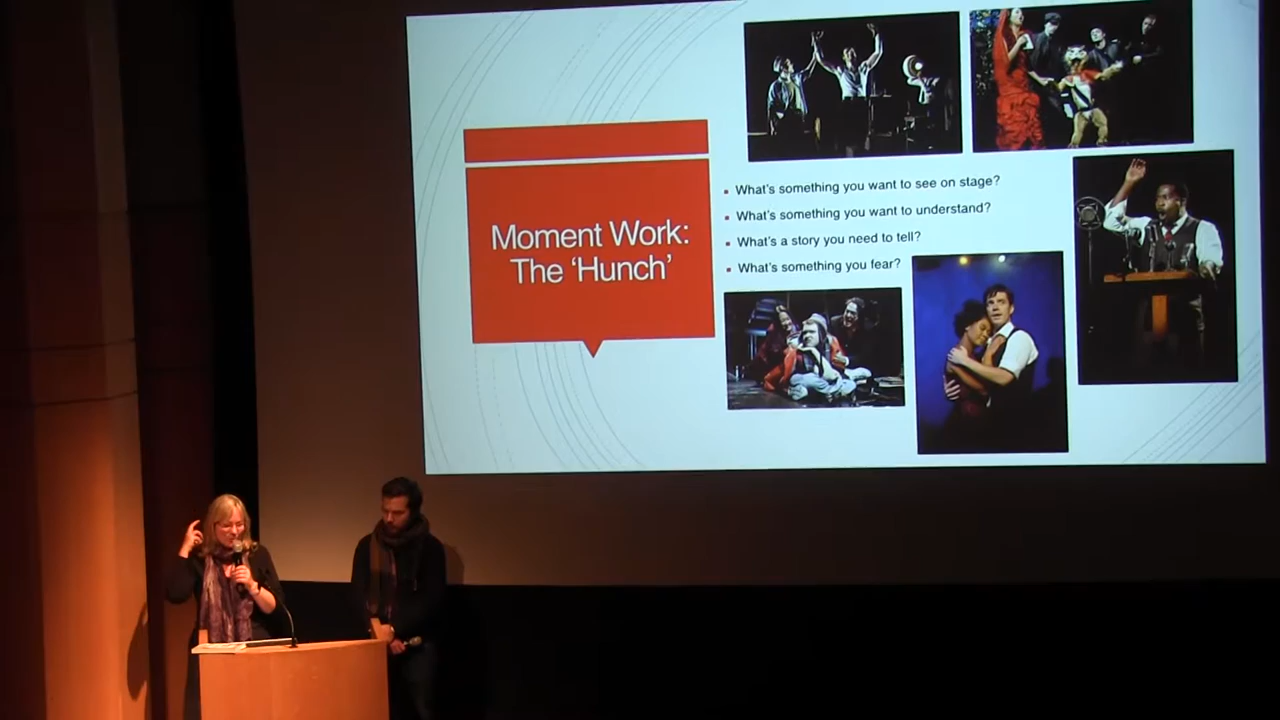 Moment Work:
The ‘Hunch’
What's something you want to see on stage?
What's something you want to understand?
What's a story you need to tell?
What's something you fear?